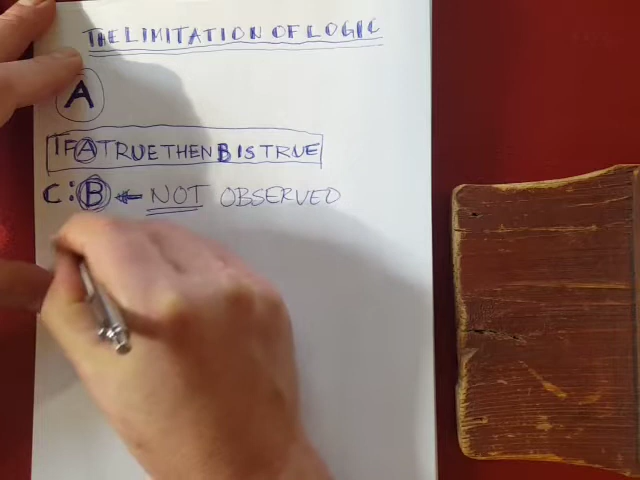 THE LIMITATION OF LOGIC
A
IF A TRUE THEN B IS TRUE
C: B ← NOT OBSERVED